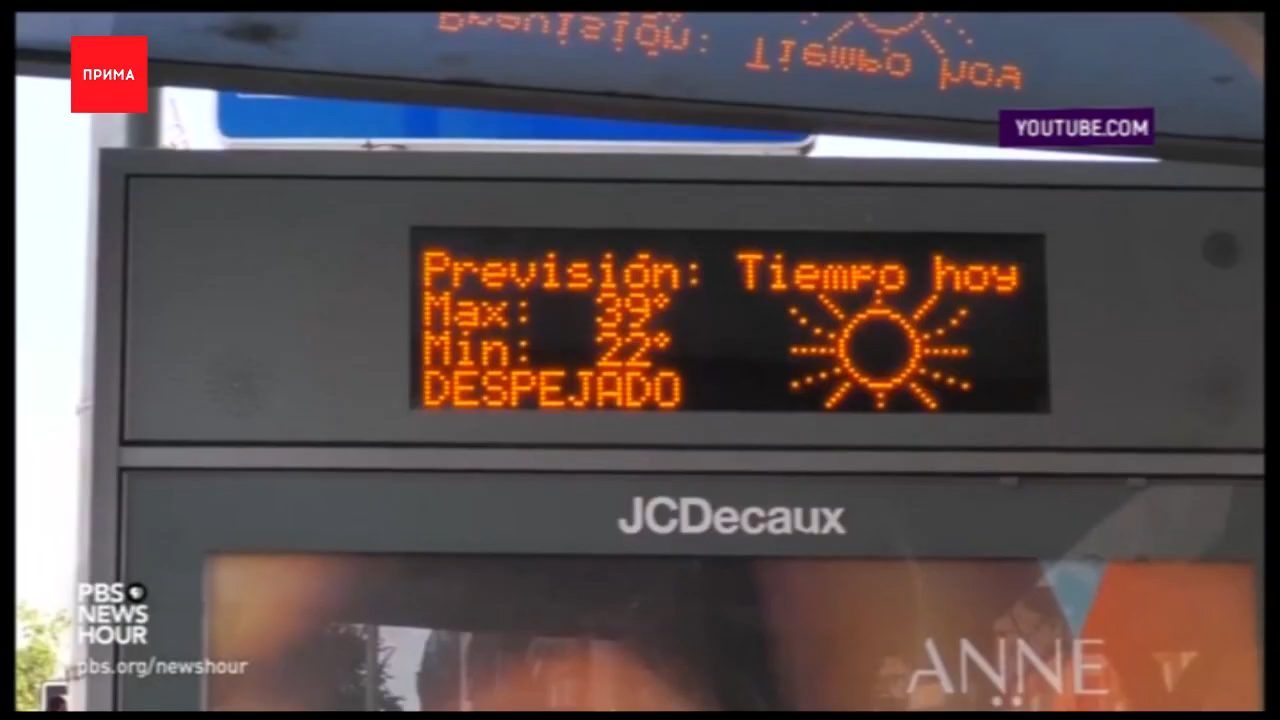 ПРИМА
YOUTUBE.COM
Previsión: Tiempo hoy
Max: 39°
Min: 22°
DESPEJADO
JCDecaux
PBS
NEWS
HOUR
pbs.org/newshour
ANNE